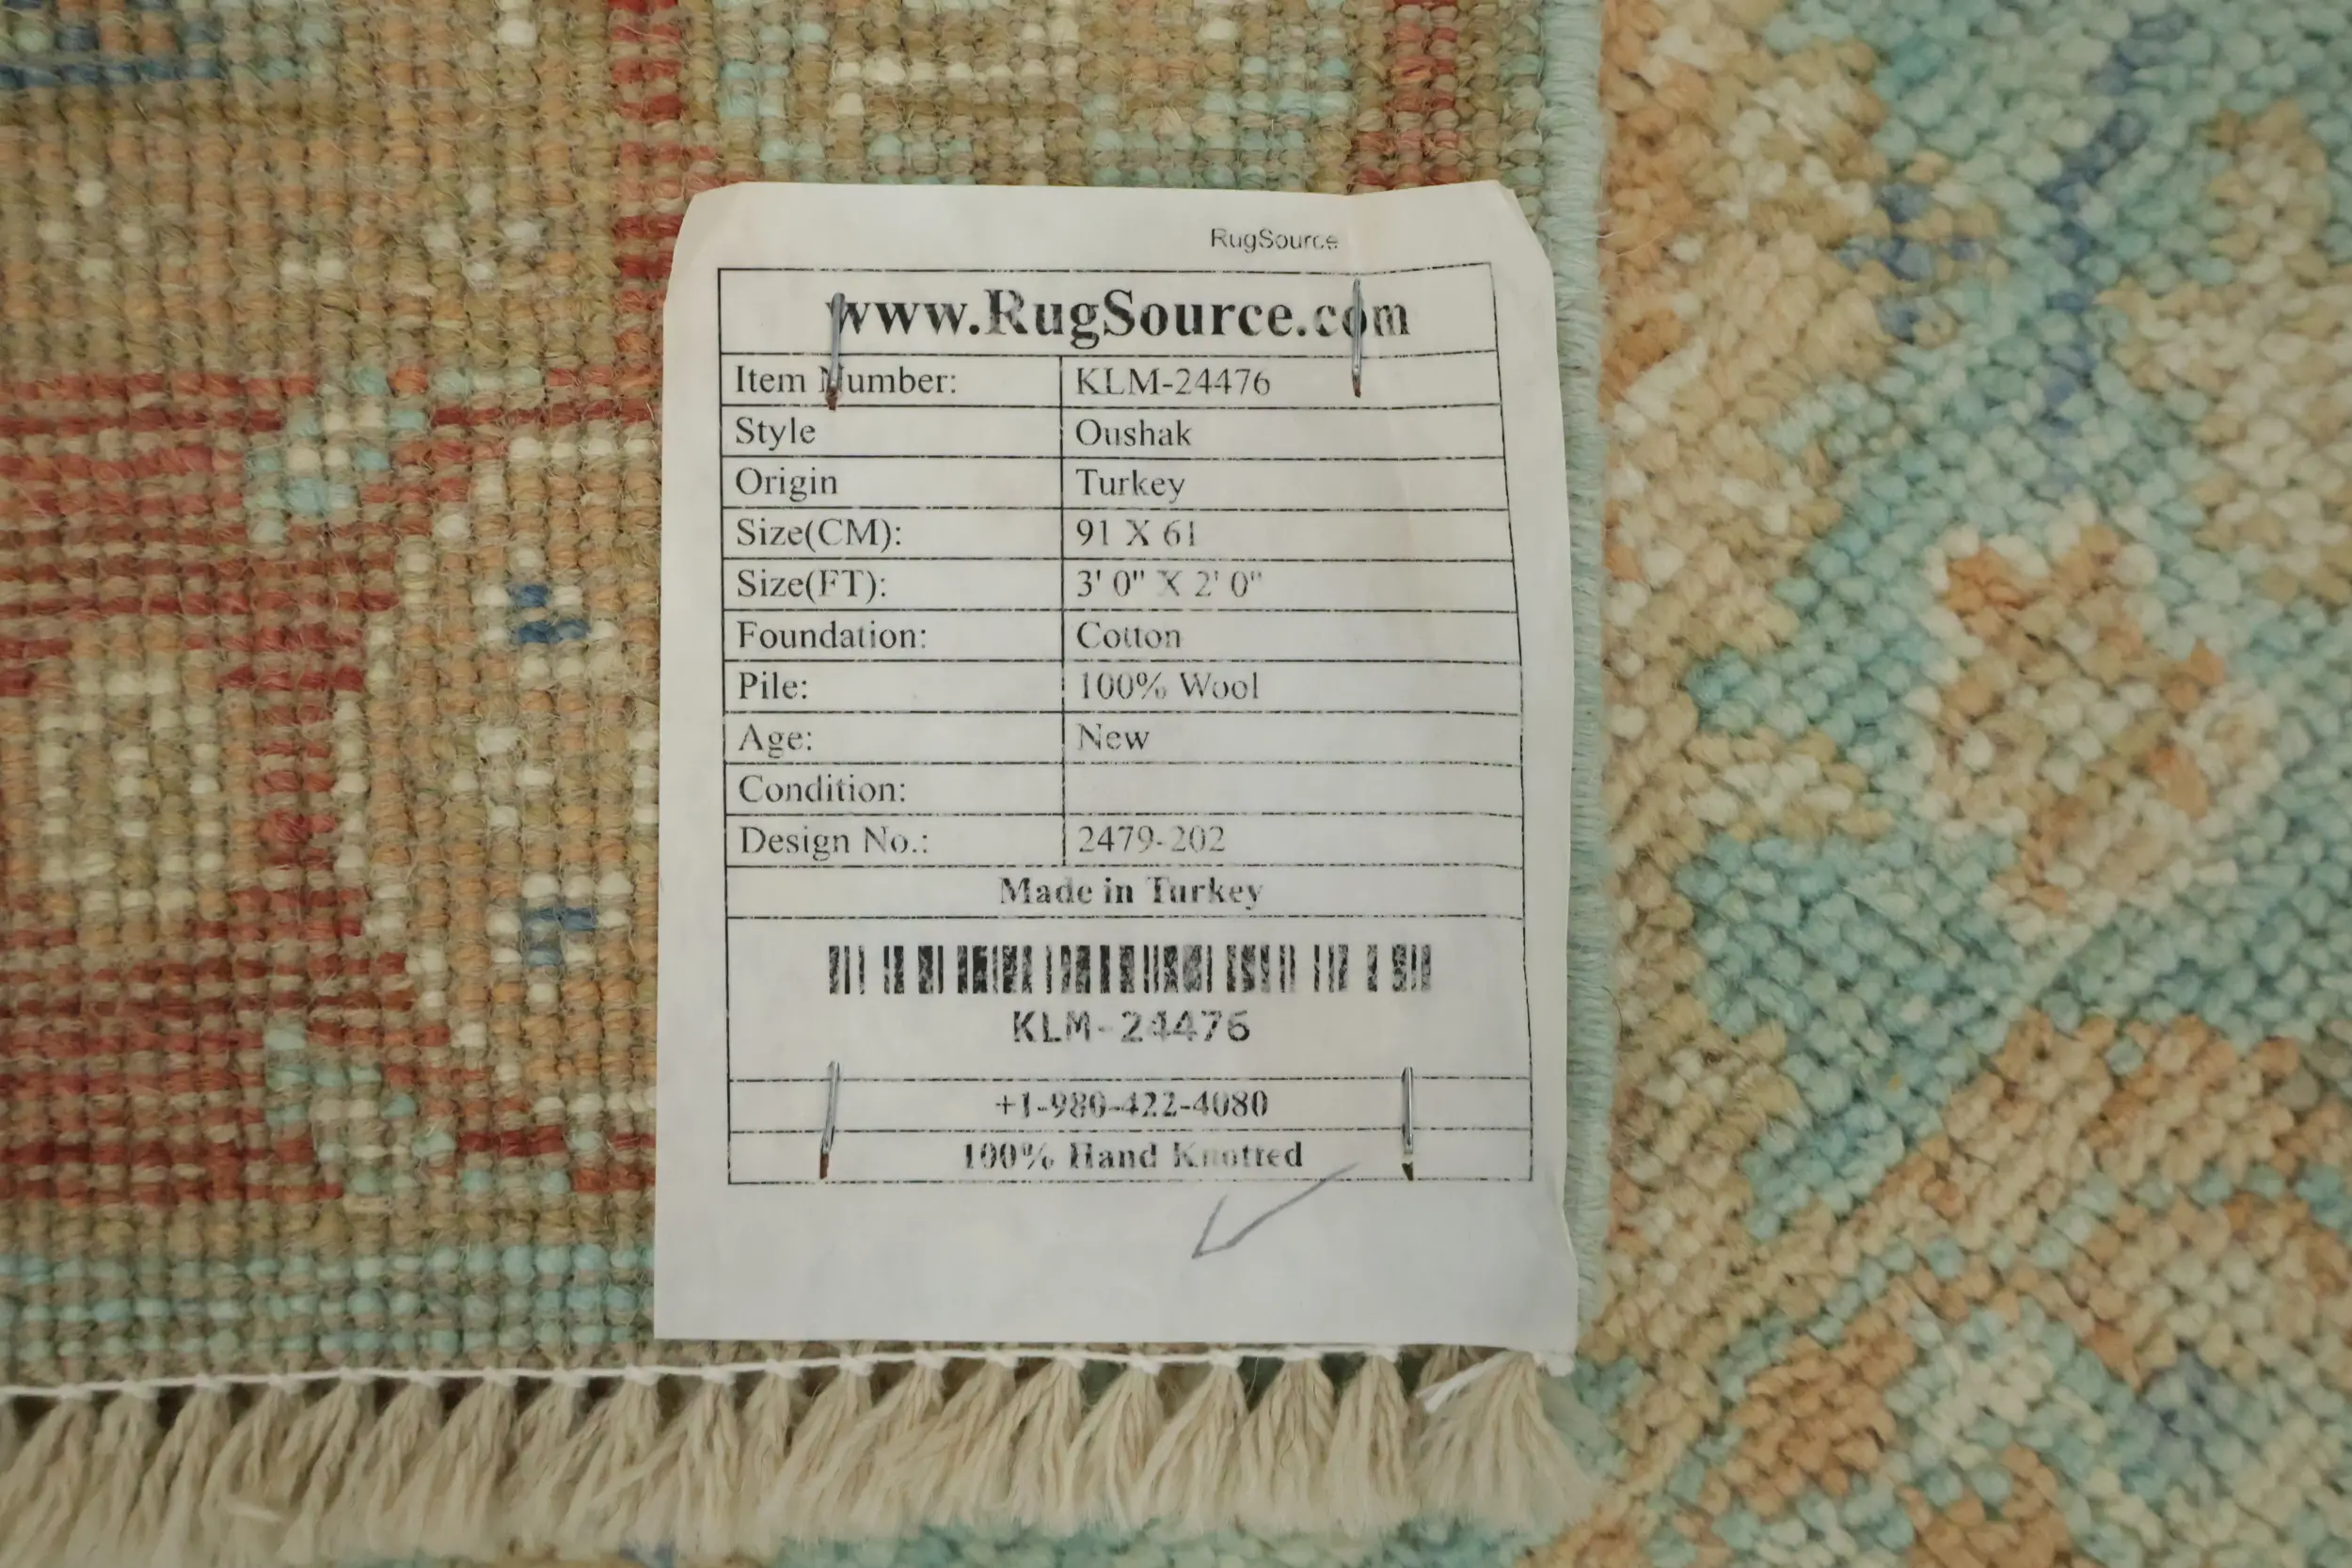 RugSource
www.RugSource.com
Item Number: KLM-24476
Style Oushak
Origin Turkey
Size(CM): 91 X 61
Size(FT): 3' 0" X 2' 0"
Foundation: Cotton
Pile: 100% Wool
Age: New
Condition:
Design No.: 2479-202
Made in Turkey
KLM-24476
+1-980-422-4080
100% Hand Knotted